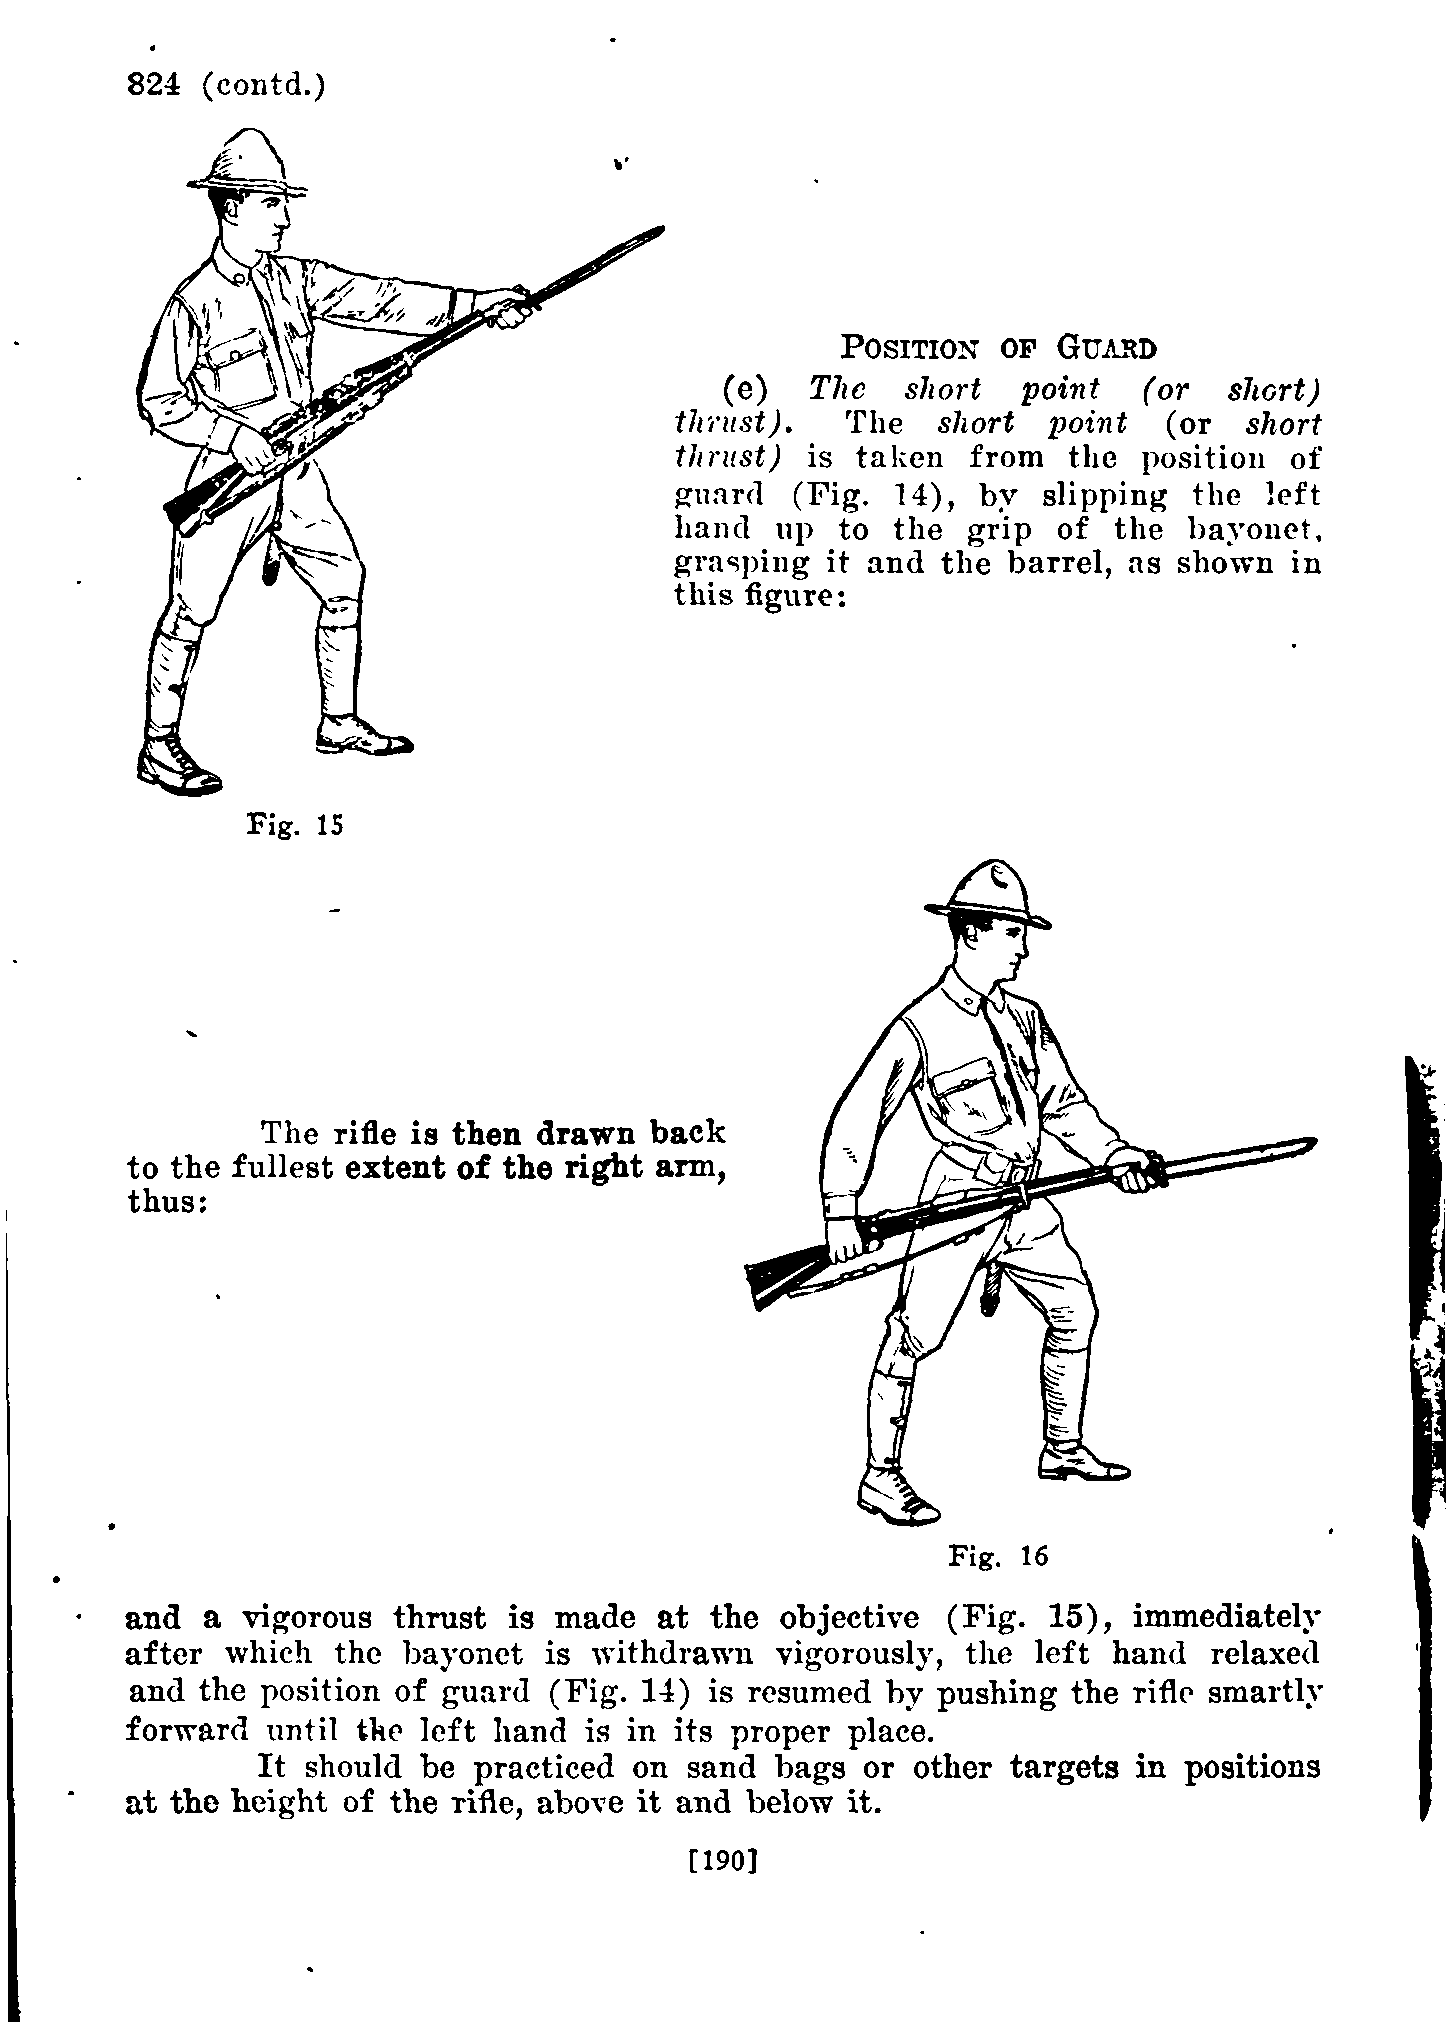 824 (contd.)
POSITION OF GUARD
(e) The short point (or short)
thrust). The short point (or short
thrust) is taken from the position of
guard (Fig. 14), by slipping the left
hand up to the grip of the bayonet,
grasping it and the barrel, as shown in
this figure:
Fig. 15
The rifle is then drawn back
to the fullest extent of the right arm,
thus:
Fig. 16
and a vigorous thrust is made at the objective (Fig. 15), immediately
after which the bayonet is withdrawn vigorously, the left hand relaxed
and the position of guard (Fig. 14) is resumed by pushing the rifle smartly
forward until the left hand is in its proper place.
It should be practiced on sand bags or other targets in positions
at the height of the rifle, above it and below it.
[190]